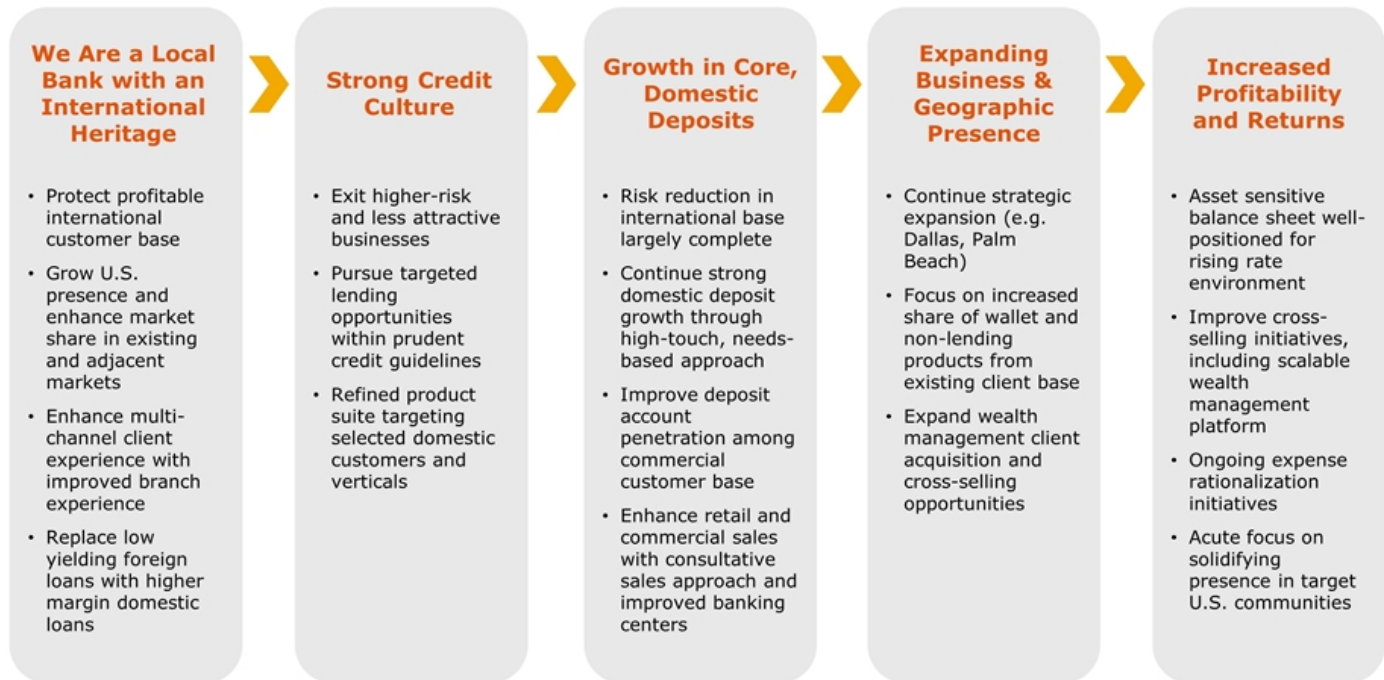 We Are a Local
Bank with an
International
Heritage
• Protect profitable
international
customer base
• Grow U.S.
presence and
enhance market
share in existing
and adjacent
markets
• Enhance multi-
channel client
experience with
improved branch
experience
• Replace low
yielding foreign
loans with higher
margin domestic
loans
Strong Credit
Culture
• Exit higher-risk
and less attractive
businesses
• Pursue targeted
lending
opportunities
within prudent
credit guidelines
• Refined product
suite targeting
selected domestic
customers and
verticals
Growth in Core,
Domestic
Deposits
• Risk reduction in
international base
largely complete
• Continue strong
domestic deposit
growth through
high-touch, needs-
based approach
• Improve deposit
account
penetration among
commercial
customer base
• Enhance retail and
commercial sales
with consultative
sales approach and
improved banking
centers
Expanding
Business &
Geographic
Presence
• Continue strategic
expansion (e.g.
Dallas, Palm
Beach)
• Focus on increased
share of wallet and
non-lending
products from
existing client base
• Expand wealth
management client
acquisition and
cross-selling
opportunities
Increased
Profitability
and Returns
• Asset sensitive
balance sheet well-
positioned for
rising rate
environment
• Improve cross-
selling initiatives,
including scalable
wealth
management
platform
• Ongoing expense
rationalization
initiatives
• Acute focus on
solidifying
presence in target
U.S. communities